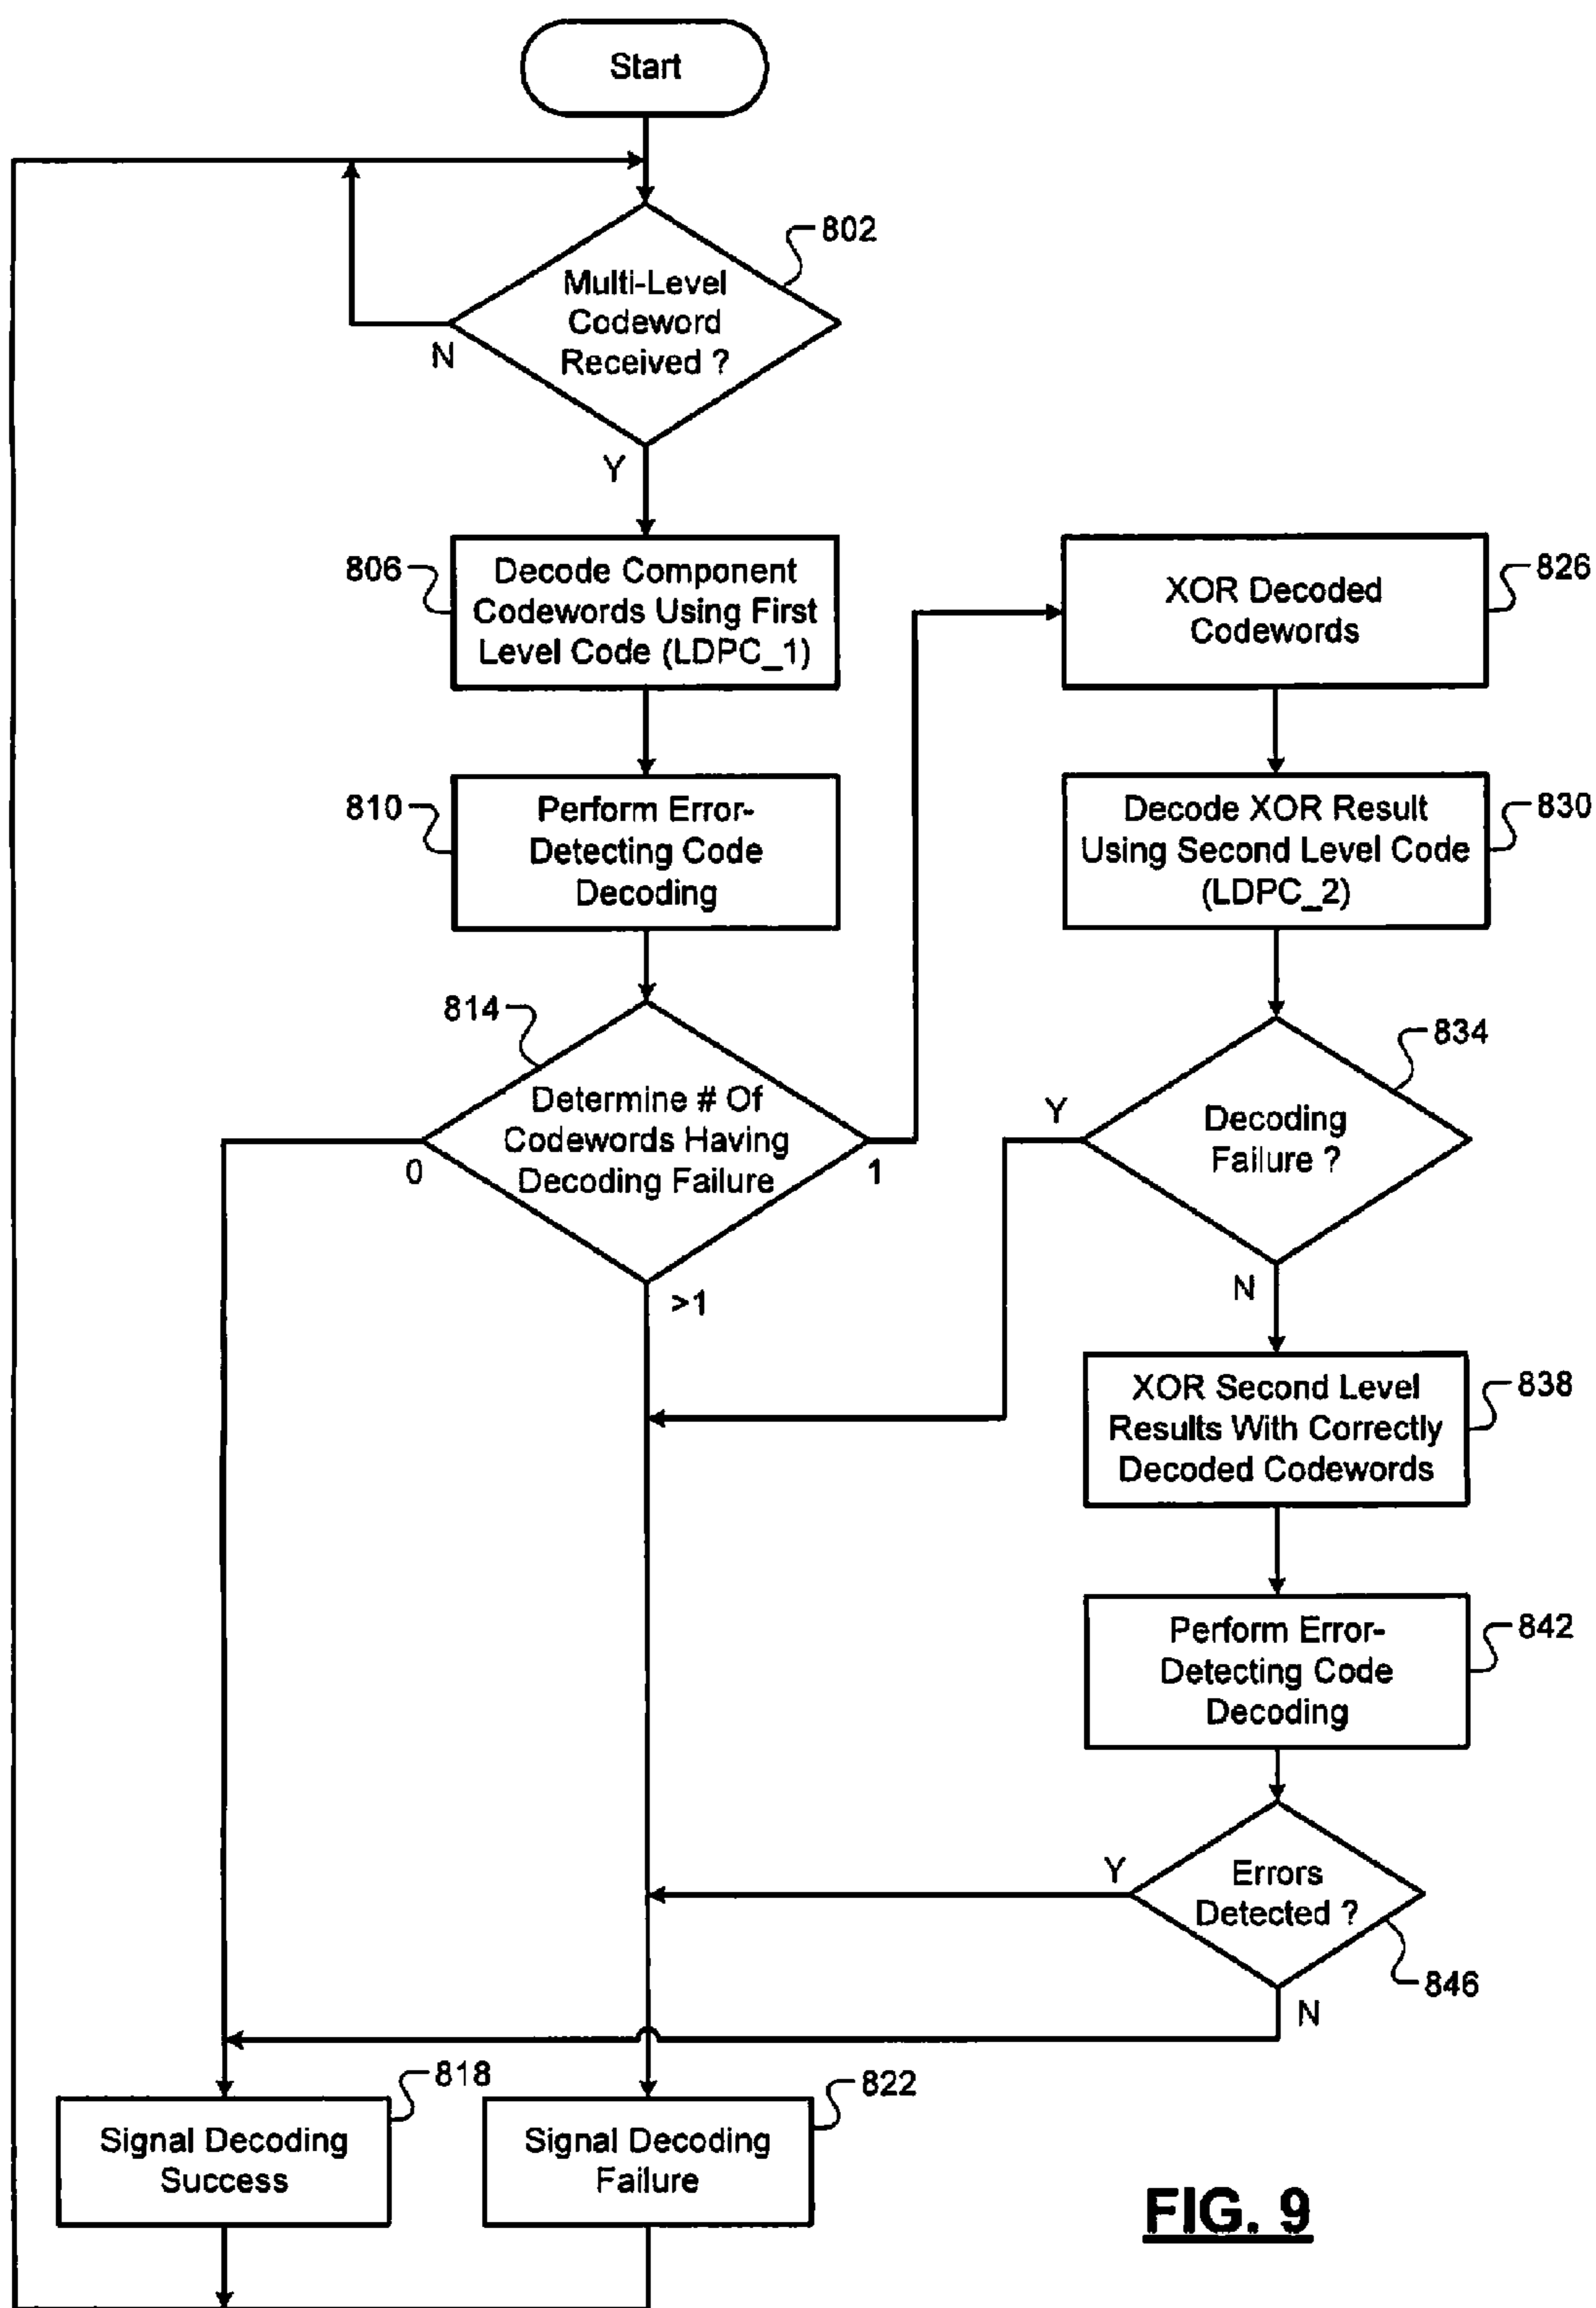 Start
802
Multi-Level
Codeword
Received ?
N
Y
806
Decode Component
Codewords Using First
Level Code (LDPC_1)
810
Perform Error-
Detecting Code
Decoding
814
Determine # Of
Codewords Having
Decoding Failure
0
1
>1
826
XOR Decoded
Codewords
830
Decode XOR Result
Using Second Level Code
(LDPC_2)
834
Decoding
Failure ?
Y
N
838
XOR Second Level
Results With Correctly
Decoded Codewords
842
Perform Error-
Detecting Code
Decoding
Errors
Detected ?
Y
846
N
818
Signal Decoding
Success
822
Signal Decoding
Failure
FIG. 9